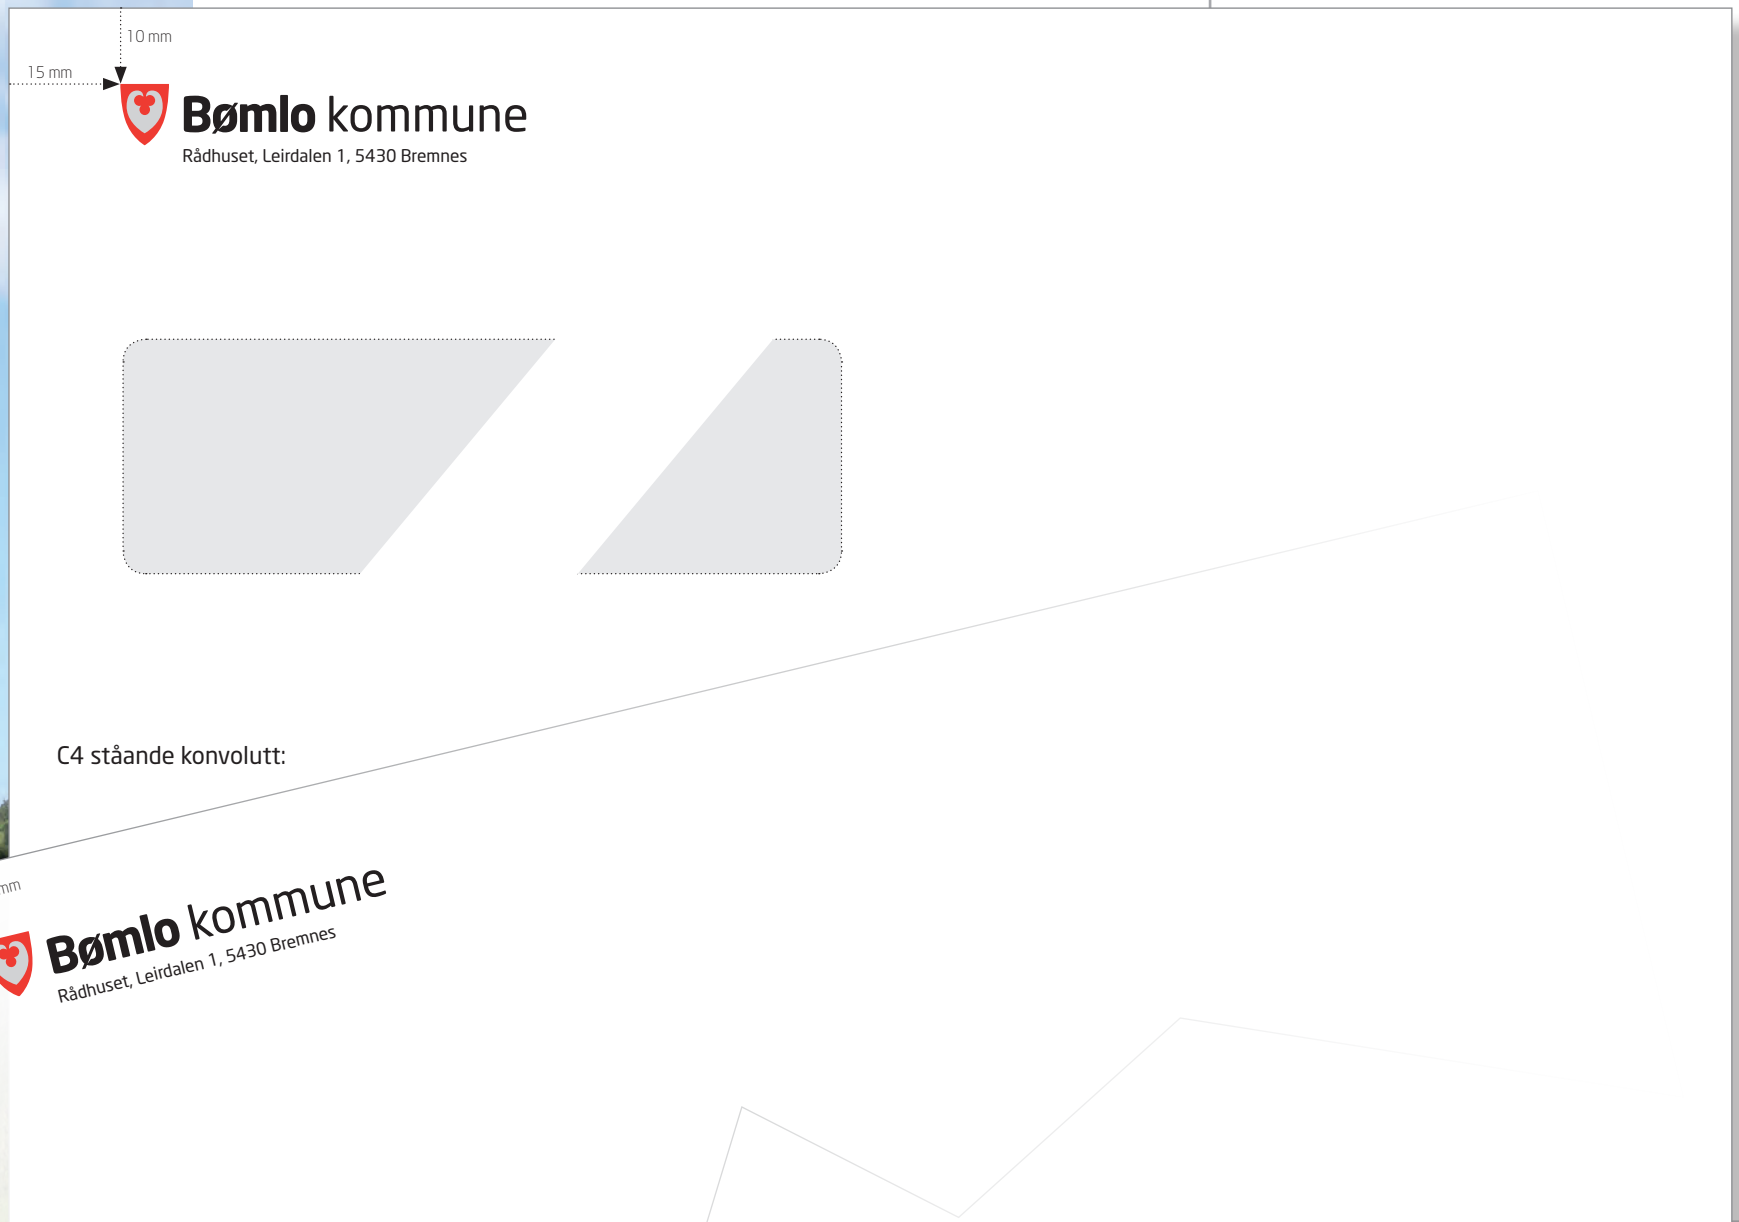 10 mm
15 mm
Bømlo kommune
Rådhuset, Leirdalen 1, 5430 Bremnes
C4 ståande konvolutt:
mm
Bømlo kommune
Rådhuset, Leirdalen 1, 5430 Bremnes